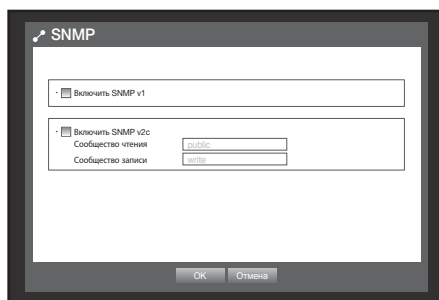 SNMP
· Включить SNMP v1
· Включить SNMP v2c
Сообщество чтения public
Сообщество записи write
OK Отмена